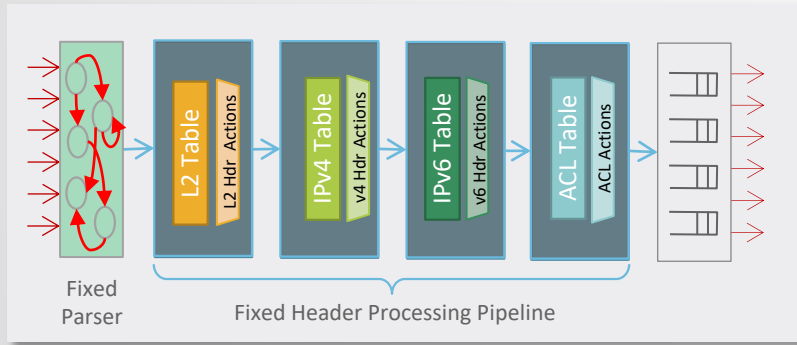 L2 Table
L2 Hdr Actions
IPv4 Table
v4 Hdr Actions
IPv6 Table
v6 Hdr Actions
ACL Table
ACL Actions
Fixed
Parser
Fixed Header Processing Pipeline